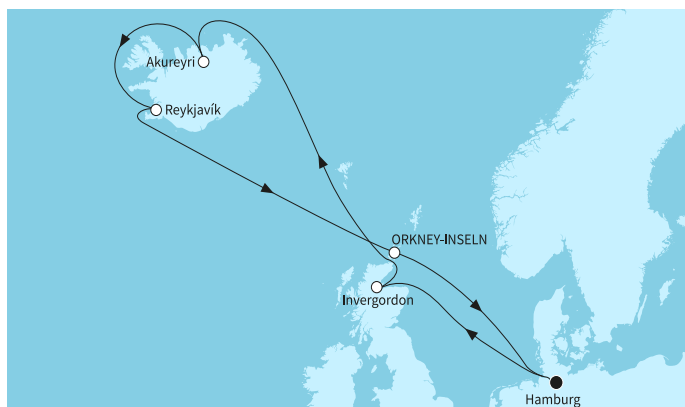 Akureyri
Reykjavík
ORKNEY-INSELN
Invergordon
Hamburg